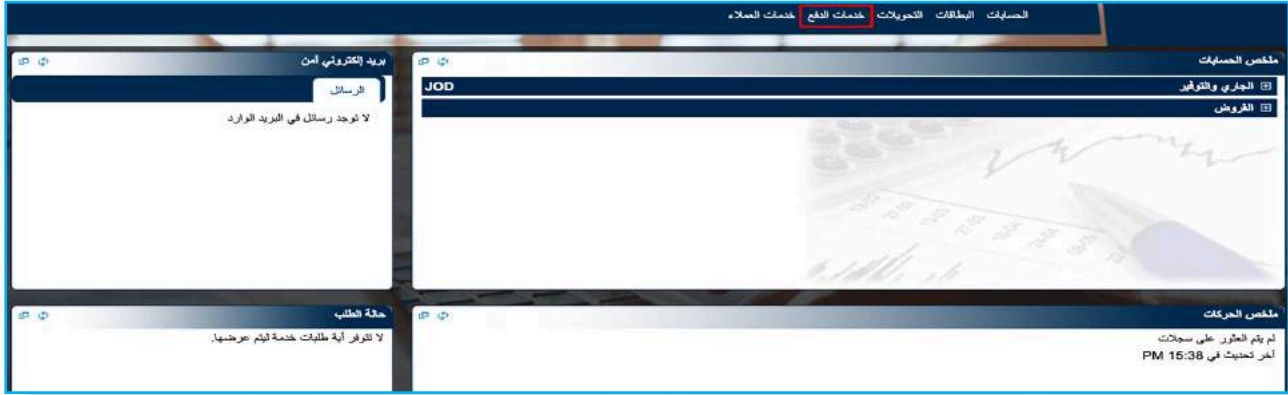 الحسابات البطاقات التحويلات خدمات الدفع خدمات العملاء
ملخص الحسابات
الجاري والتوفير JOD
القروض
بريد إلكتروني آمن
الرسائل
لا توجد رسائل في البريد الوارد
ملخص الحركات
لم يتم العثور على سجلات
آخر تحديث في 15:38 PM
حالة الطلب
لا تتوفر أية طلبات خدمة ليتم عرضها.